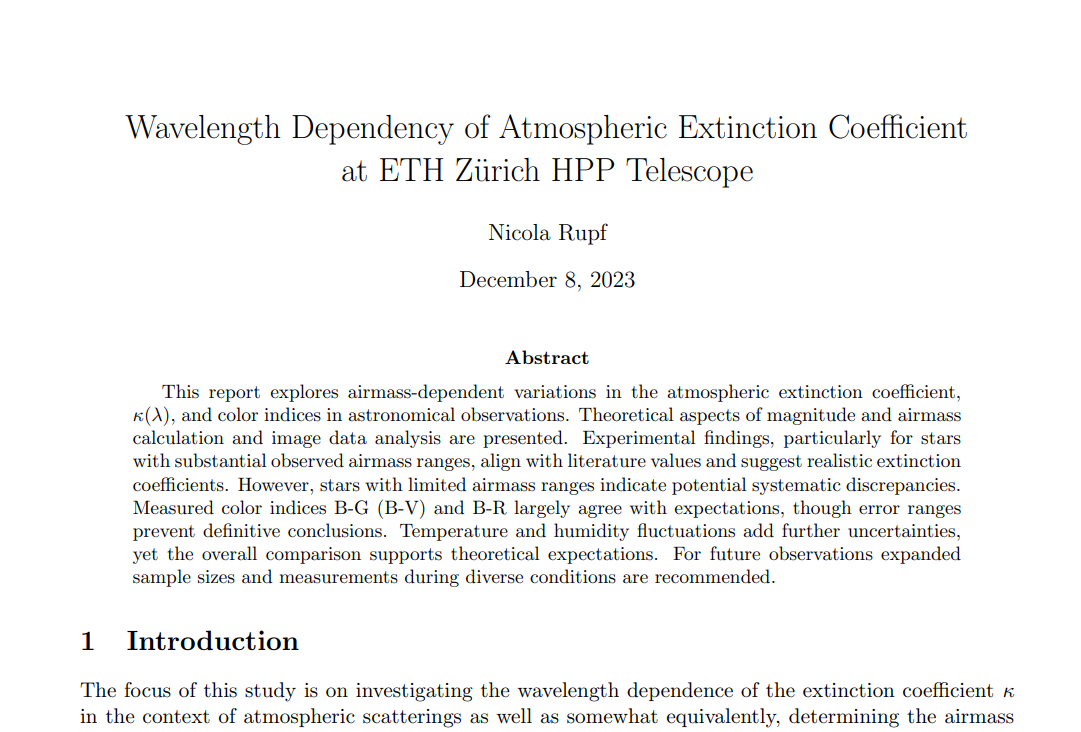 Wavelength Dependency of Atmospheric Extinction Coefficient
at ETH Zürich HPP Telescope
Nicola Rupf
December 8, 2023
Abstract
This report explores airmass-dependent variations in the atmospheric extinction coefficient,
κ(λ), and color indices in astronomical observations. Theoretical aspects of magnitude and airmass
calculation and image data analysis are presented. Experimental findings, particularly for stars
with substantial observed airmass ranges, align with literature values and suggest realistic extinction
coefficients. However, stars with limited airmass ranges indicate potential systematic discrepancies.
Measured color indices B-G (B-V) and B-R largely agree with expectations, though error ranges
prevent definitive conclusions. Temperature and humidity fluctuations add further uncertainties,
yet the overall comparison supports theoretical expectations. For future observations expanded
sample sizes and measurements during diverse conditions are recommended.
1 Introduction
The focus of this study is on investigating the wavelength dependence of the extinction coefficient κ
in the context of atmospheric scatterings as well as somewhat equivalently, determining the airmass